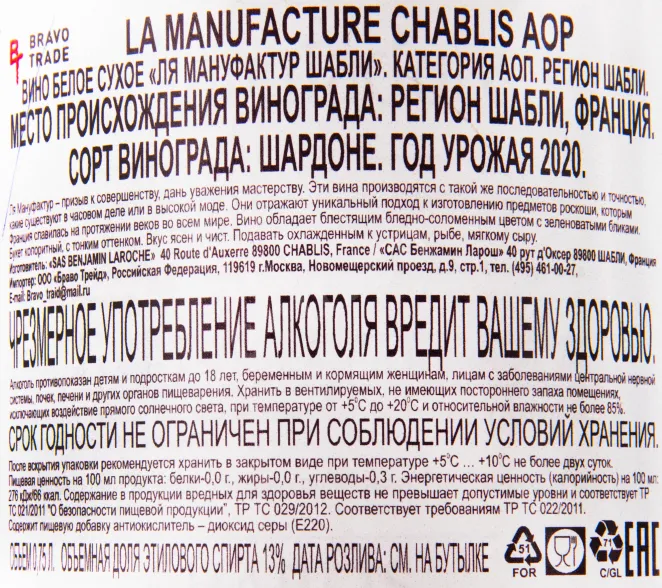 BRAVO
TRADE
LA MANUFACTURE CHABLIS AOP
ВИНО БЕЛОЕ СУХОЕ «ЛЯ МАНУФАКТУР ШАБЛИ». КАТЕГОРИЯ АОП. РЕГИОН ШАБЛИ.
МЕСТО ПРОИСХОЖДЕНИЯ ВИНОГРАДА: РЕГИОН ШАБЛИ, ФРАНЦИЯ.
СОРТ ВИНОГРАДА: ШАРДОНЕ. ГОД УРОЖАЯ 2020.
Ля Мануфактур – призыв к совершенству, дань уважения мастерству. Эти вина производятся с такой же последовательностью и точностью,
какие существуют в часовом деле или в высокой моде. Они отражают уникальный подход к изготовлению предметов роскоши, которым
Франция славилась на протяжении веков во всем мире. Вино обладает блестящим бледно-соломенным цветом с зеленоватыми бликами.
Букет колоритный, с тонким оттенком. Вкус ясен и чист. Подавать охлажденным к устрицам, рыбе, мягкому сыру.
Изготовитель: «SAS BENJAMIN LAROCHE» 40 Route d'Auxerre 89800 CHABLIS, France / «САС Бенжамин Ларош» 40 рут д'Оксер 89800 ШАБЛИ, Франция
Импортер: ООО «Браво Трейд», Российская Федерация, 119619 г.Москва, Новомещерский проезд, д.9, стр.1, тел. (495) 461-00-27,
E-mail: Bravo_traid@mail.ru
ЧРЕЗМЕРНОЕ УПОТРЕБЛЕНИЕ АЛКОГОЛЯ ВРЕДИТ ВАШЕМУ ЗДОРОВЬЮ.
Алкоголь противопоказан детям и подросткам до 18 лет, беременным и кормящим женщинам, лицам с заболеваниями центральной нервной
системы, почек, печени и других органов пищеварения. Хранить в вентилируемых, не имеющих постороннего запаха помещениях,
исключающих воздействие прямого солнечного света, при температуре от +5°С до +20°С и относительной влажности не более 85%.
СРОК ГОДНОСТИ НЕ ОГРАНИЧЕН ПРИ СОБЛЮДЕНИИ УСЛОВИЙ ХРАНЕНИЯ.
После вскрытия упаковки рекомендуется хранить в закрытом виде при температуре +5°С ... +10°С не более двух суток.
Пищевая ценность на 100 мл продукта: белки-0,0 г., жиры-0,0 г., углеводы-0,3 г. Энергетическая ценность (калорийность) на 100 мл:
276 кДж/66 ккал. Содержание в продукции вредных для здоровья веществ не превышает допустимые уровни и соответствует ТР
ТС 021/2011 "О безопасности пищевой продукции", ТР ТС 029/2012. Соответствует требованиям ТР ТС 022/2011.
Содержит пищевую добавку антиокислитель – диоксид серы (Е220).
ОБЪЕМ 0,75 Л. ОБЪЕМНАЯ ДОЛЯ ЭТИЛОВОГО СПИРТА 13% ДАТА РОЗЛИВА: СМ. НА БУТЫЛКЕ
51
FOR
71
C/GL
EAC